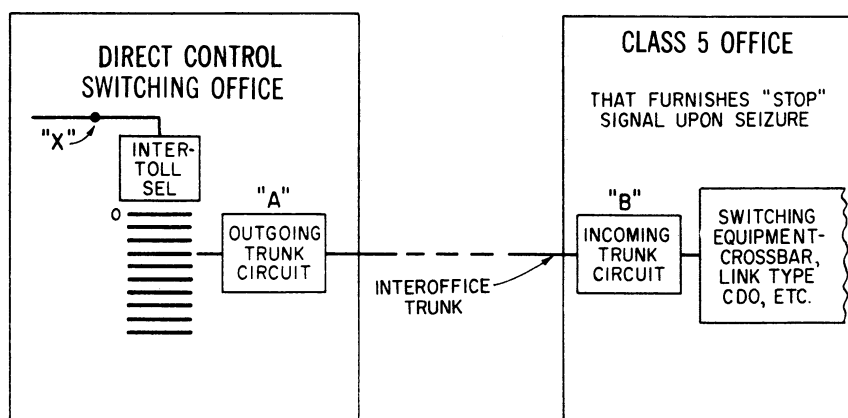 DIRECT CONTROL
SWITCHING OFFICE
"X"
INTER-
TOLL
SEL
0
"A"
OUTGOING
TRUNK
CIRCUIT
INTEROFFICE
TRUNK
CLASS 5 OFFICE
THAT FURNISHES "STOP"
SIGNAL UPON SEIZURE
"B"
INCOMING
TRUNK
CIRCUIT
SWITCHING
EQUIPMENT-
CROSSBAR,
LINK TYPE
CDO, ETC.